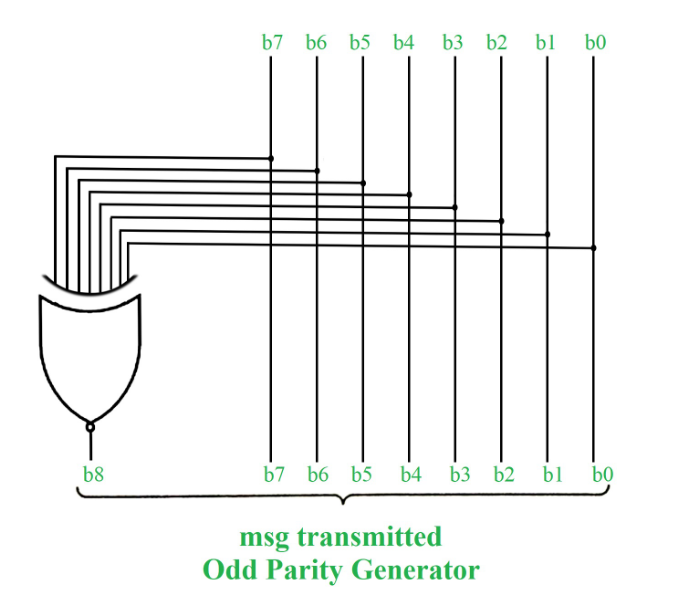 b7 b6 b5 b4 b3 b2 b1 b0
b8 b7 b6 b5 b4 b3 b2 b1 b0
msg transmitted
Odd Parity Generator